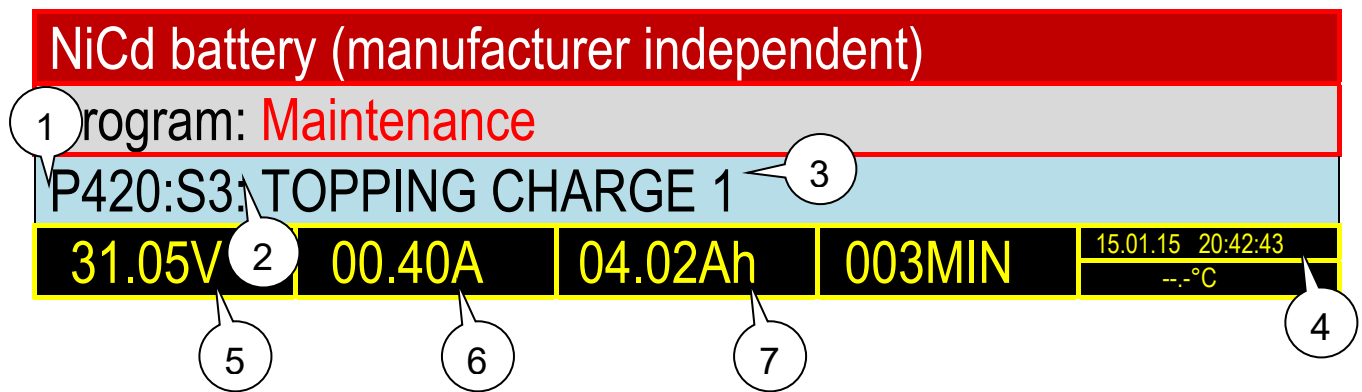 NiCd battery (manufacturer independent)
1 rogram: Maintenance
3
P420:S3: TOPPING CHARGE 1
31.05V 2 00.40A 04.02Ah 003MIN 15.01.15 20:42:43
--.-°C
4
5 6 7